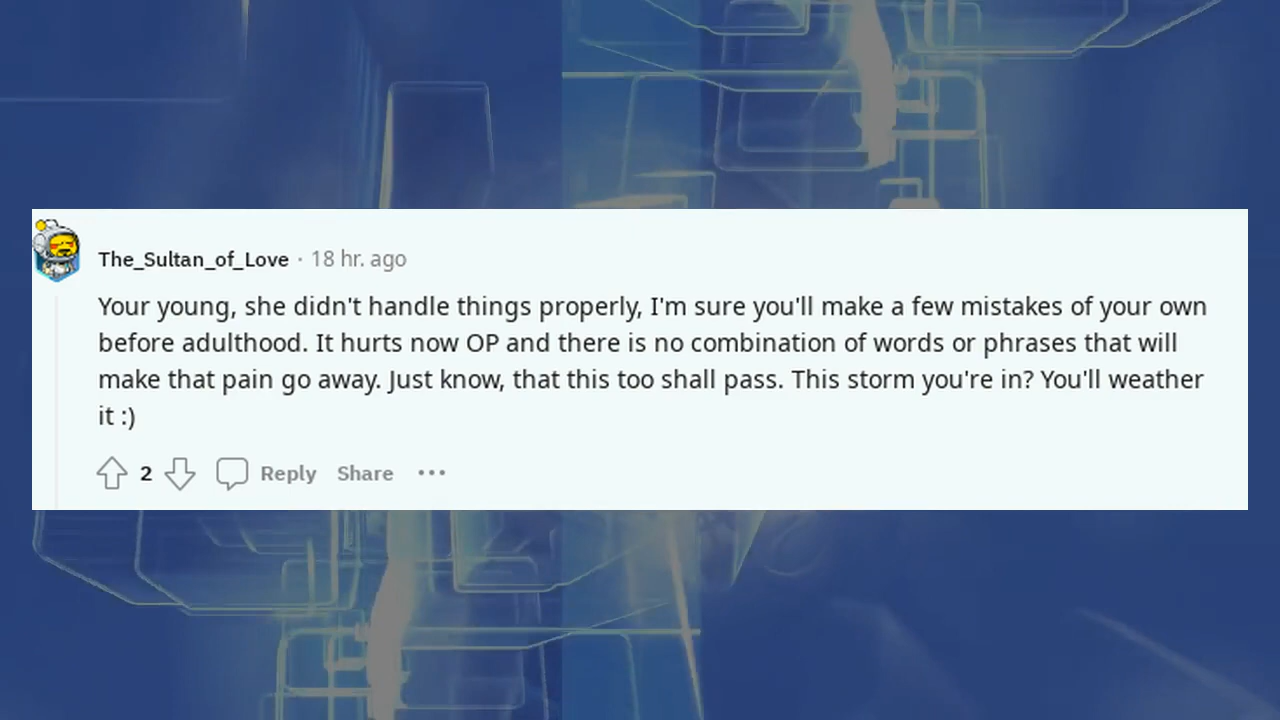 The_Sultan_of_Love · 18 hr. ago
Your young, she didn't handle things properly, I'm sure you'll make a few mistakes of your own
before adulthood. It hurts now OP and there is no combination of words or phrases that will
make that pain go away. Just know, that this too shall pass. This storm you're in? You'll weather
it :)
2 Reply Share ···